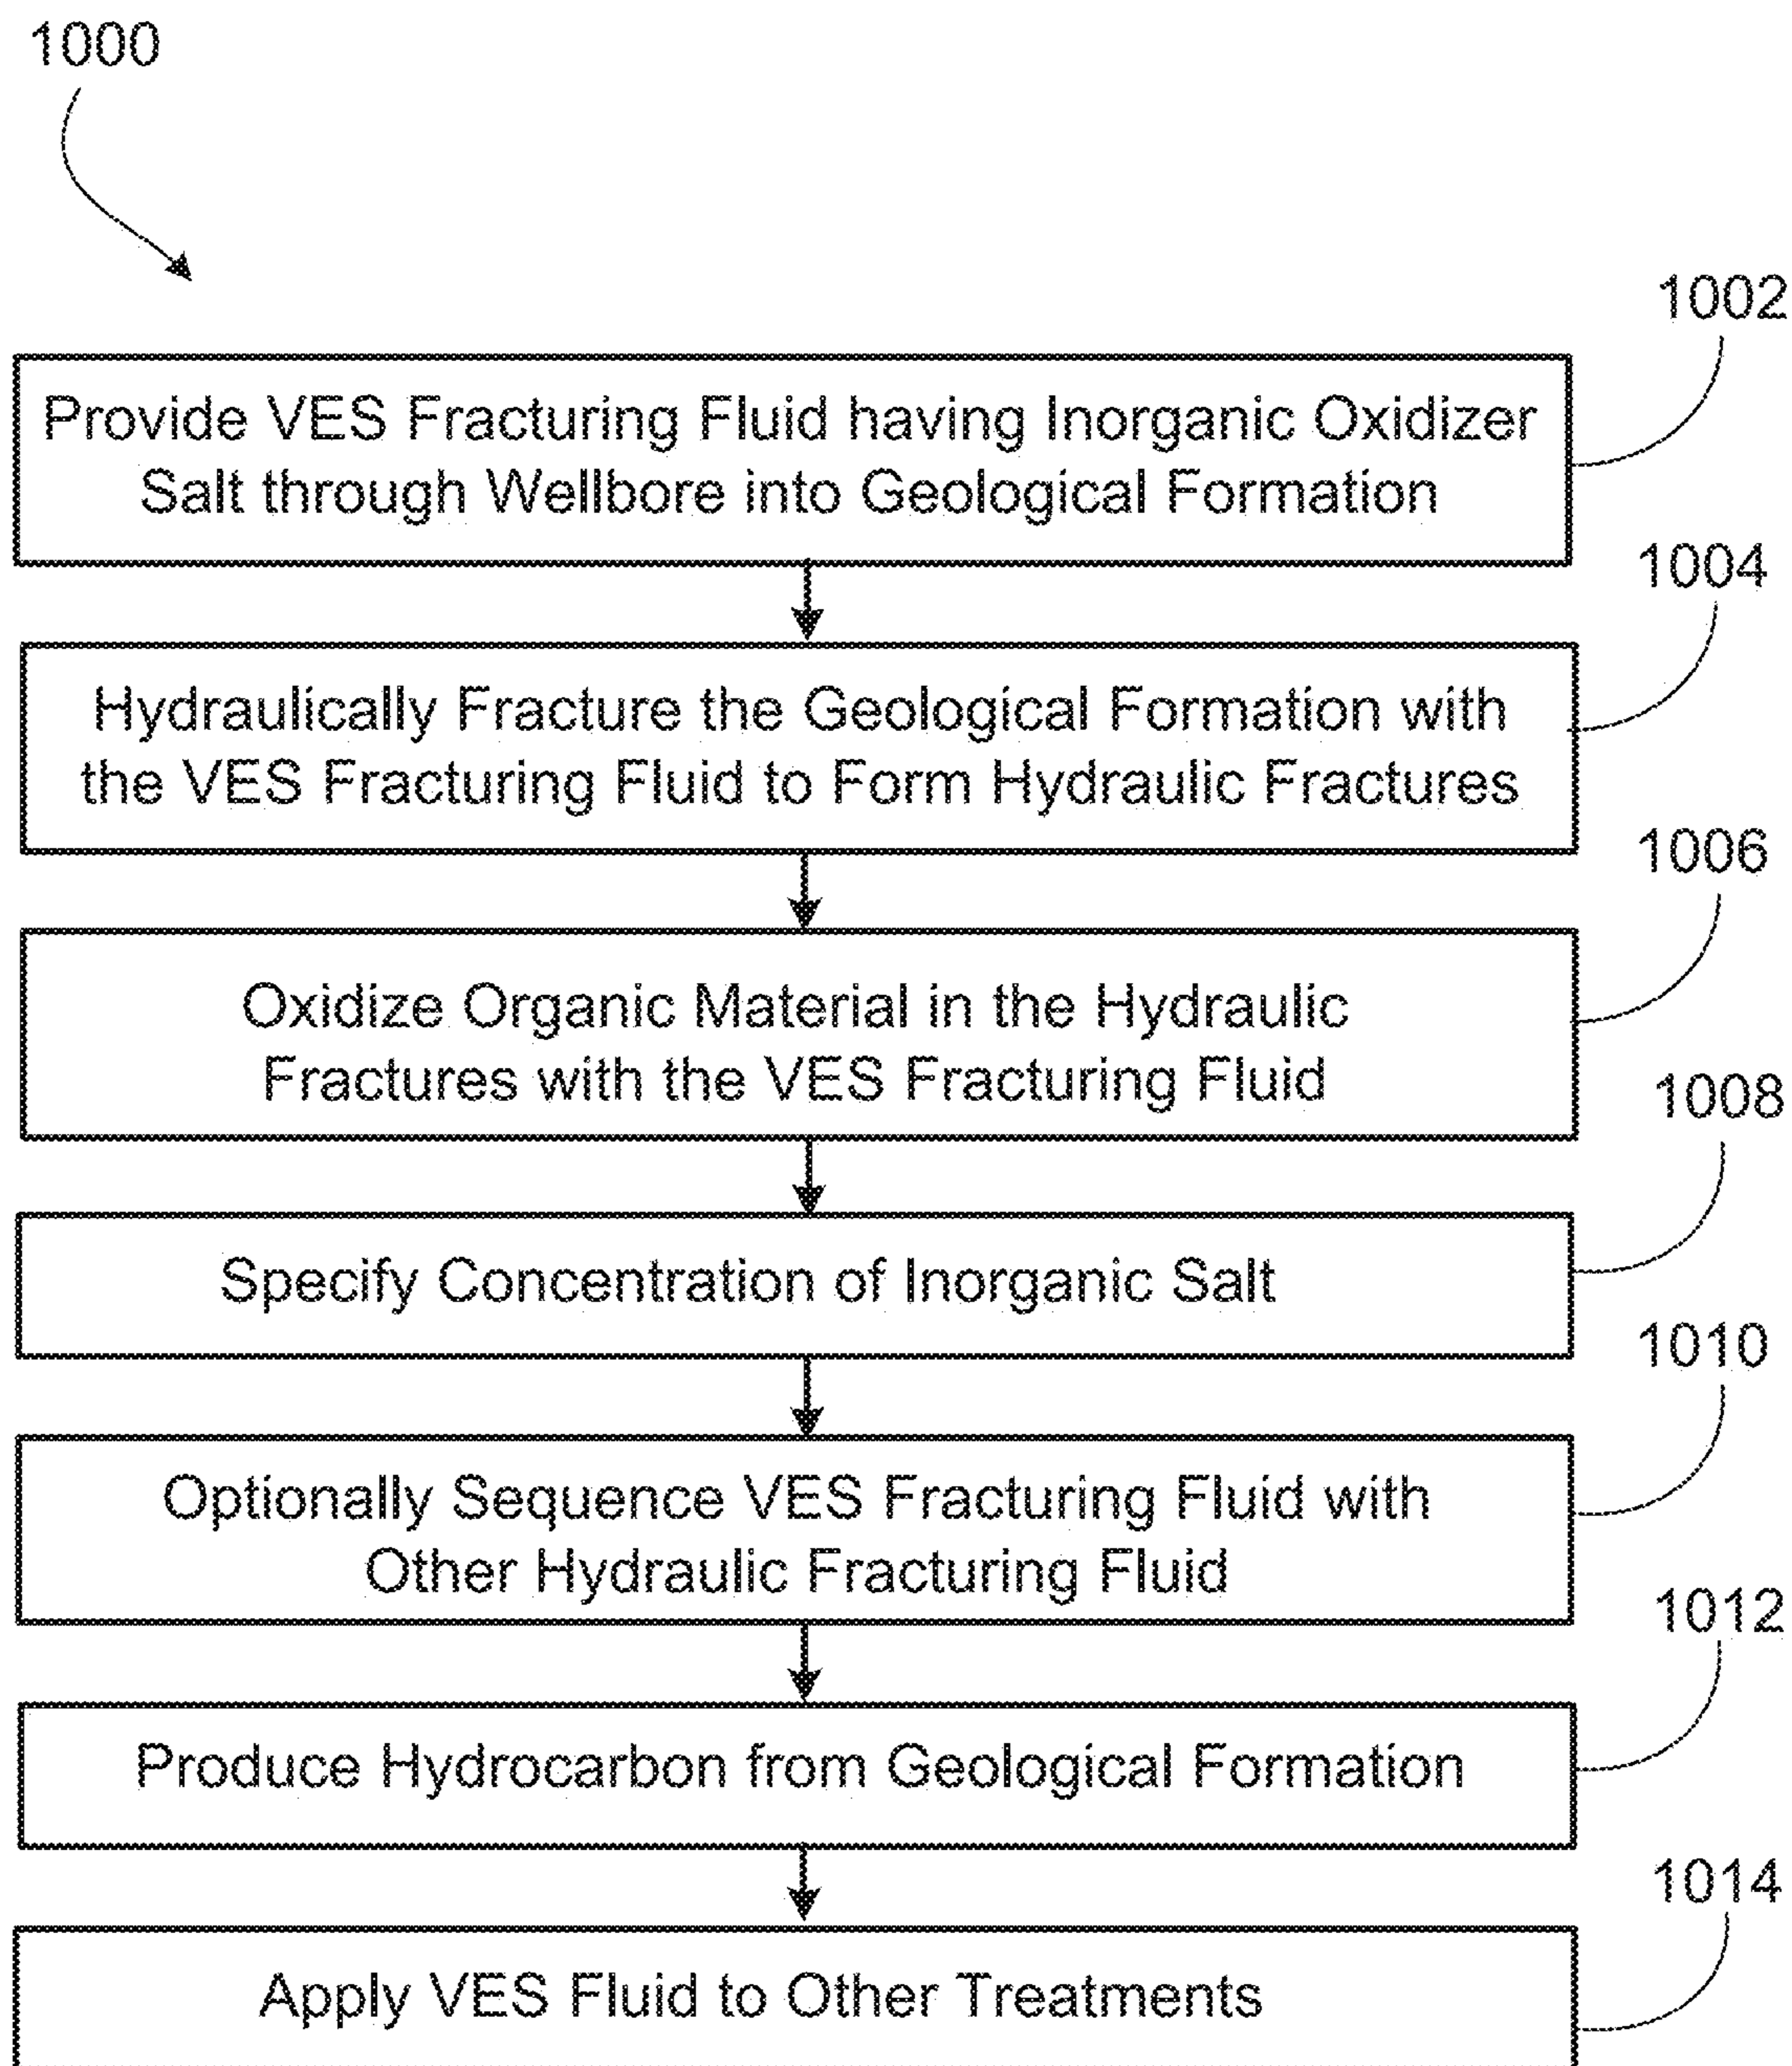 1000
1002
Provide VES Fracturing Fluid having Inorganic Oxidizer
Salt through Wellbore into Geological Formation
1004
Hydraulically Fracture the Geological Formation with
the VES Fracturing Fluid to Form Hydraulic Fractures
1006
Oxidize Organic Material in the Hydraulic
Fractures with the VES Fracturing Fluid
1008
Specify Concentration of Inorganic Salt
1010
Optionally Sequence VES Fracturing Fluid with
Other Hydraulic Fracturing Fluid
1012
Produce Hydrocarbon from Geological Formation
1014
Apply VES Fluid to Other Treatments